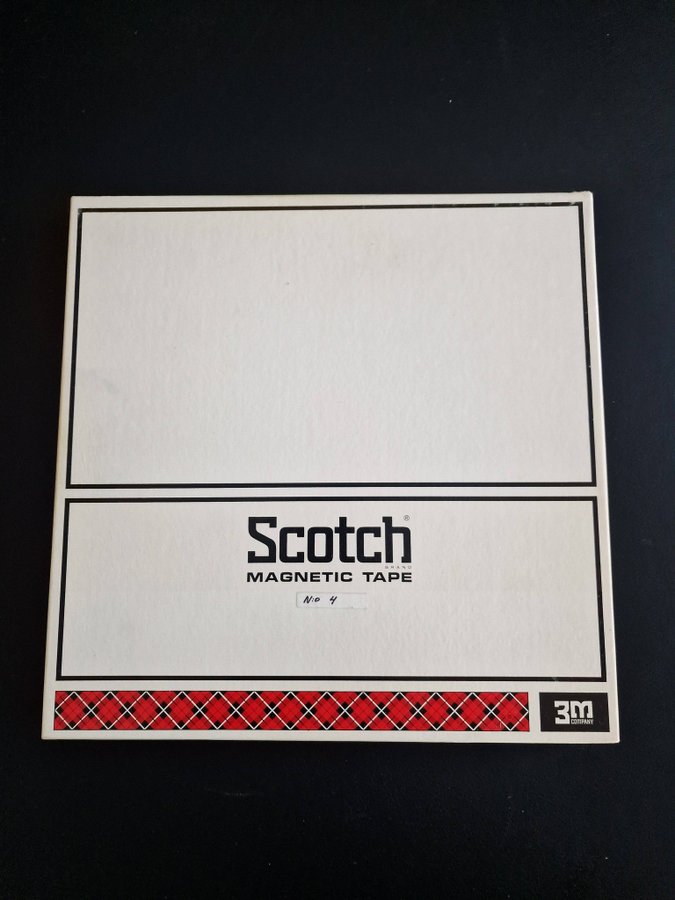 Scotch®
BRAND
MAGNETIC TAPE
N:o 4
3M
COMPANY